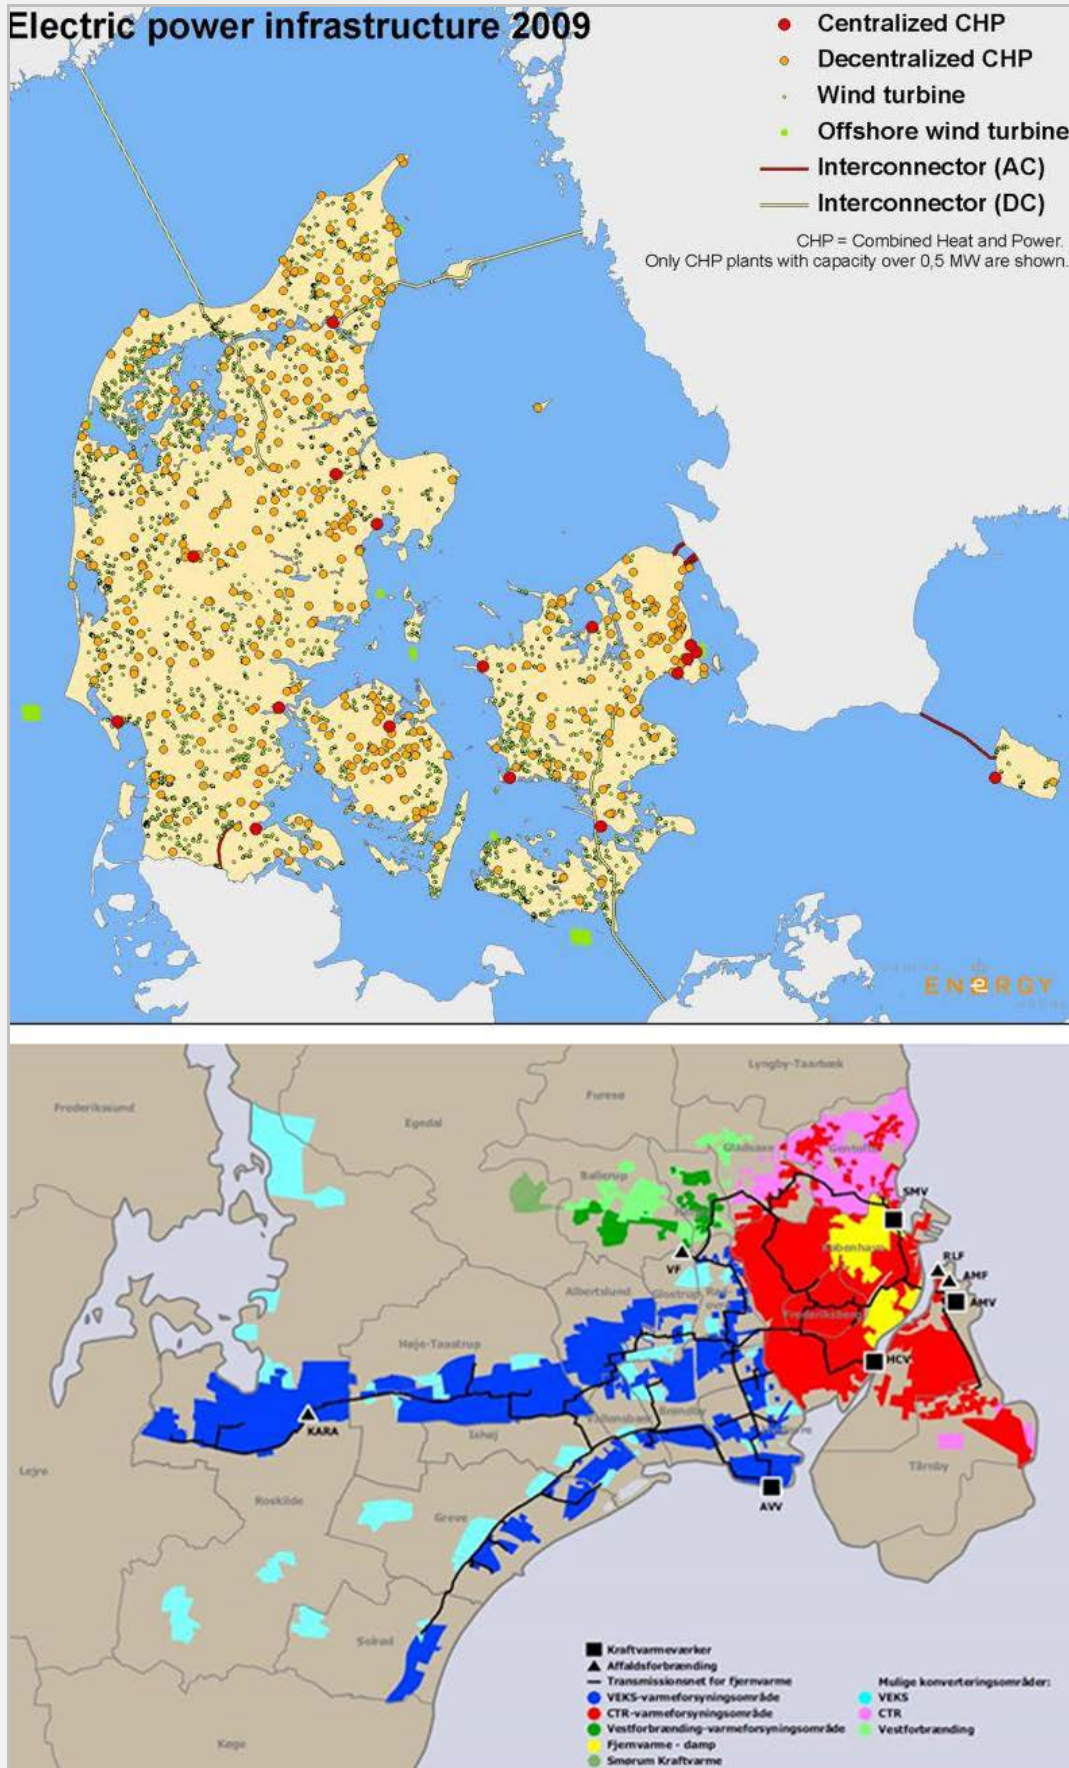 Electric power infrastructure 2009
Centralized CHP
Decentralized CHP
Wind turbine
Offshore wind turbine
Interconnector (AC)
Interconnector (DC)
CHP = Combined Heat and Power.
Only CHP plants with capacity over 0,5 MW are shown.
ENERGY
Lyngby-Taarbæk
Frederikssund
Furesø
Egedal
Gladsaxe
Gentofte
Ballerup
SMV
København
RLF
VF
AMF
Albertslund
Glostrup
AMV
Frederiksberg
Høje-Taastrup
HCV
KARA
Vallensbæk
Brøndby
Ishøj
Lejre
Tårnby
Roskilde
AVV
Greve
Solrød
Køge
Kraftvarmeværker
Affaldsforbrænding
Transmissionsnet for fjernvarme
VEKS-varmeforsyningsområde
CTR-varmeforsyningsområde
Vestforbrænding-varmeforsyningsområde
Fjernvarme - damp
Smørum Kraftvarme
Mulige konverteringsområder:
VEKS
CTR
Vestforbrænding